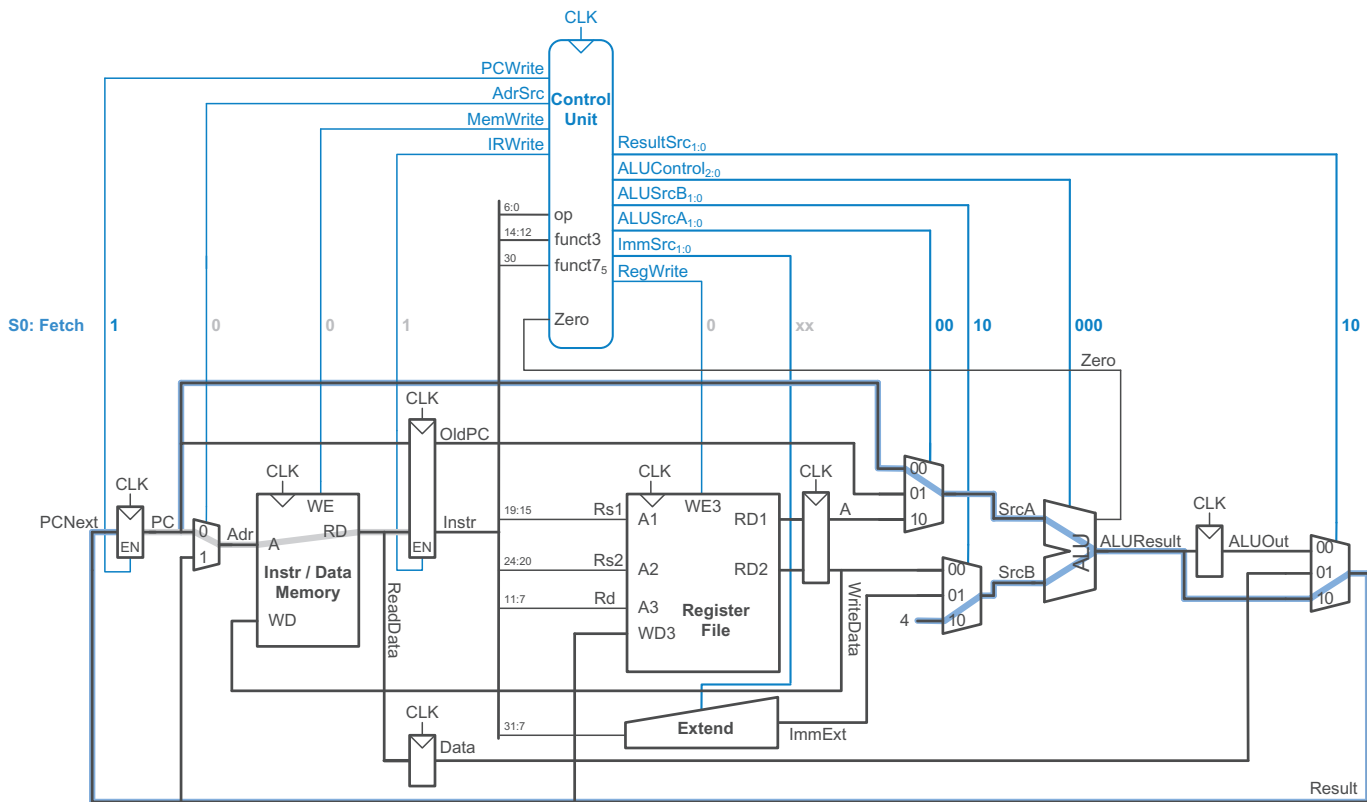 CLK
PCWrite
AdrSrc
MemWrite
IRWrite
Control
Unit
ResultSrc1:0
ALUControl2:0
ALUSrcB1:0
ALUSrcA1:0
ImmSrc1:0
RegWrite
6:0
op
14:12
funct3
30
funct75
Zero
S0: Fetch 1 0 0 1 0 xx 00 10 000 10
Zero
CLK
OldPC
CLK
PCNext
EN
PC
0
1
Adr
CLK
WE
A
RD
Instr / Data
Memory
WD
ReadData
EN
Instr
19:15
Rs1
24:20
Rs2
11:7
Rd
CLK
WE3
A1
RD1
A2
RD2
A3
WD3
Register
File
CLK
A
WriteData
00
01
10
SrcA
00
01
10
4
SrcB
ALU
ALUResult
CLK
ALUOut
00
01
10
31:7
Extend
ImmExt
CLK
Data
Result